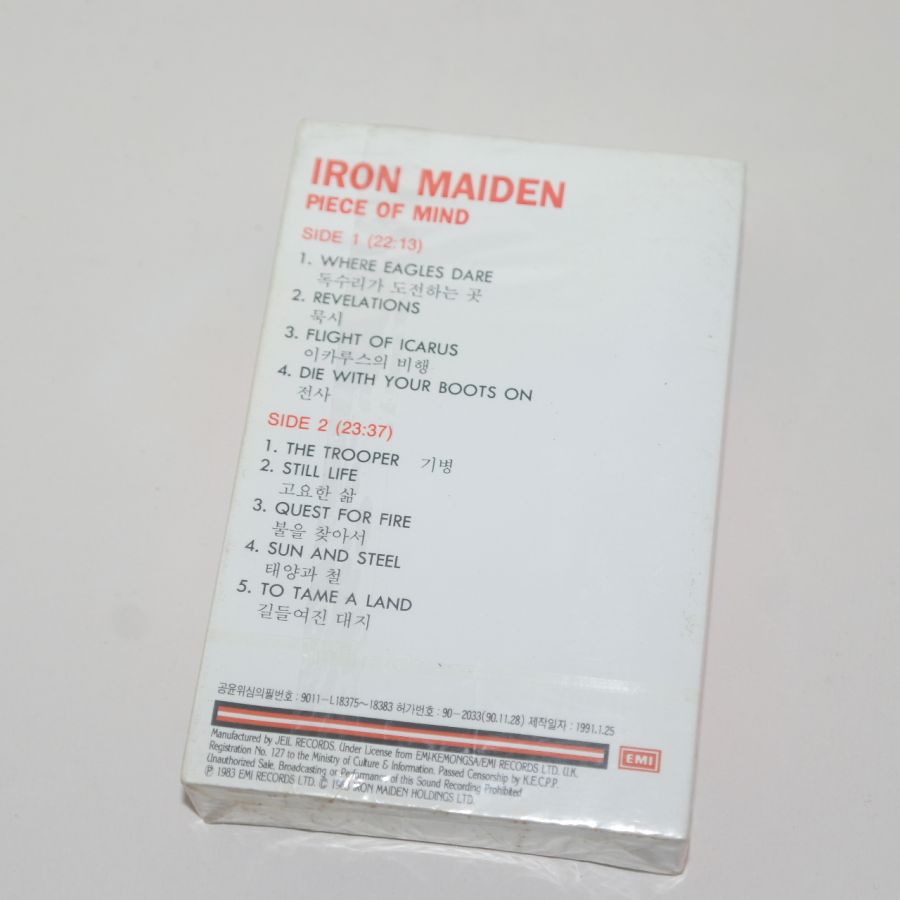 IRON MAIDEN
PIECE OF MIND
SIDE 1 (22:13)
1. WHERE EAGLES DARE
독수리가 도전하는 곳
2. REVELATIONS
묵시
3. FLIGHT OF ICARUS
이카루스의 비행
4. DIE WITH YOUR BOOTS ON
전사
SIDE 2 (23:37)
1. THE TROOPER 기병
2. STILL LIFE
고요한 삶
3. QUEST FOR FIRE
불을 찾아서
4. SUN AND STEEL
태양과 철
5. TO TAME A LAND
길들여진 대지
공윤위심의필번호 : 9011-L18375~18383 허가번호 : 90-2033(90.11.28) 제작일자 : 1991.1.25
EMI
Manufactured by JEIL RECORDS. Under License from EMI-KEMONGSA/EMI RECORDS LTD. U.K.
Registration No. 127 to the Ministry of Culture & Information. Passed Censorship by K.E.C.P.P.
Unauthorized Sale, Broadcasting or Performance of this Sound Recording Prohibited
℗ 1983 EMI RECORDS LTD. © IRON MAIDEN HOLDINGS LTD.